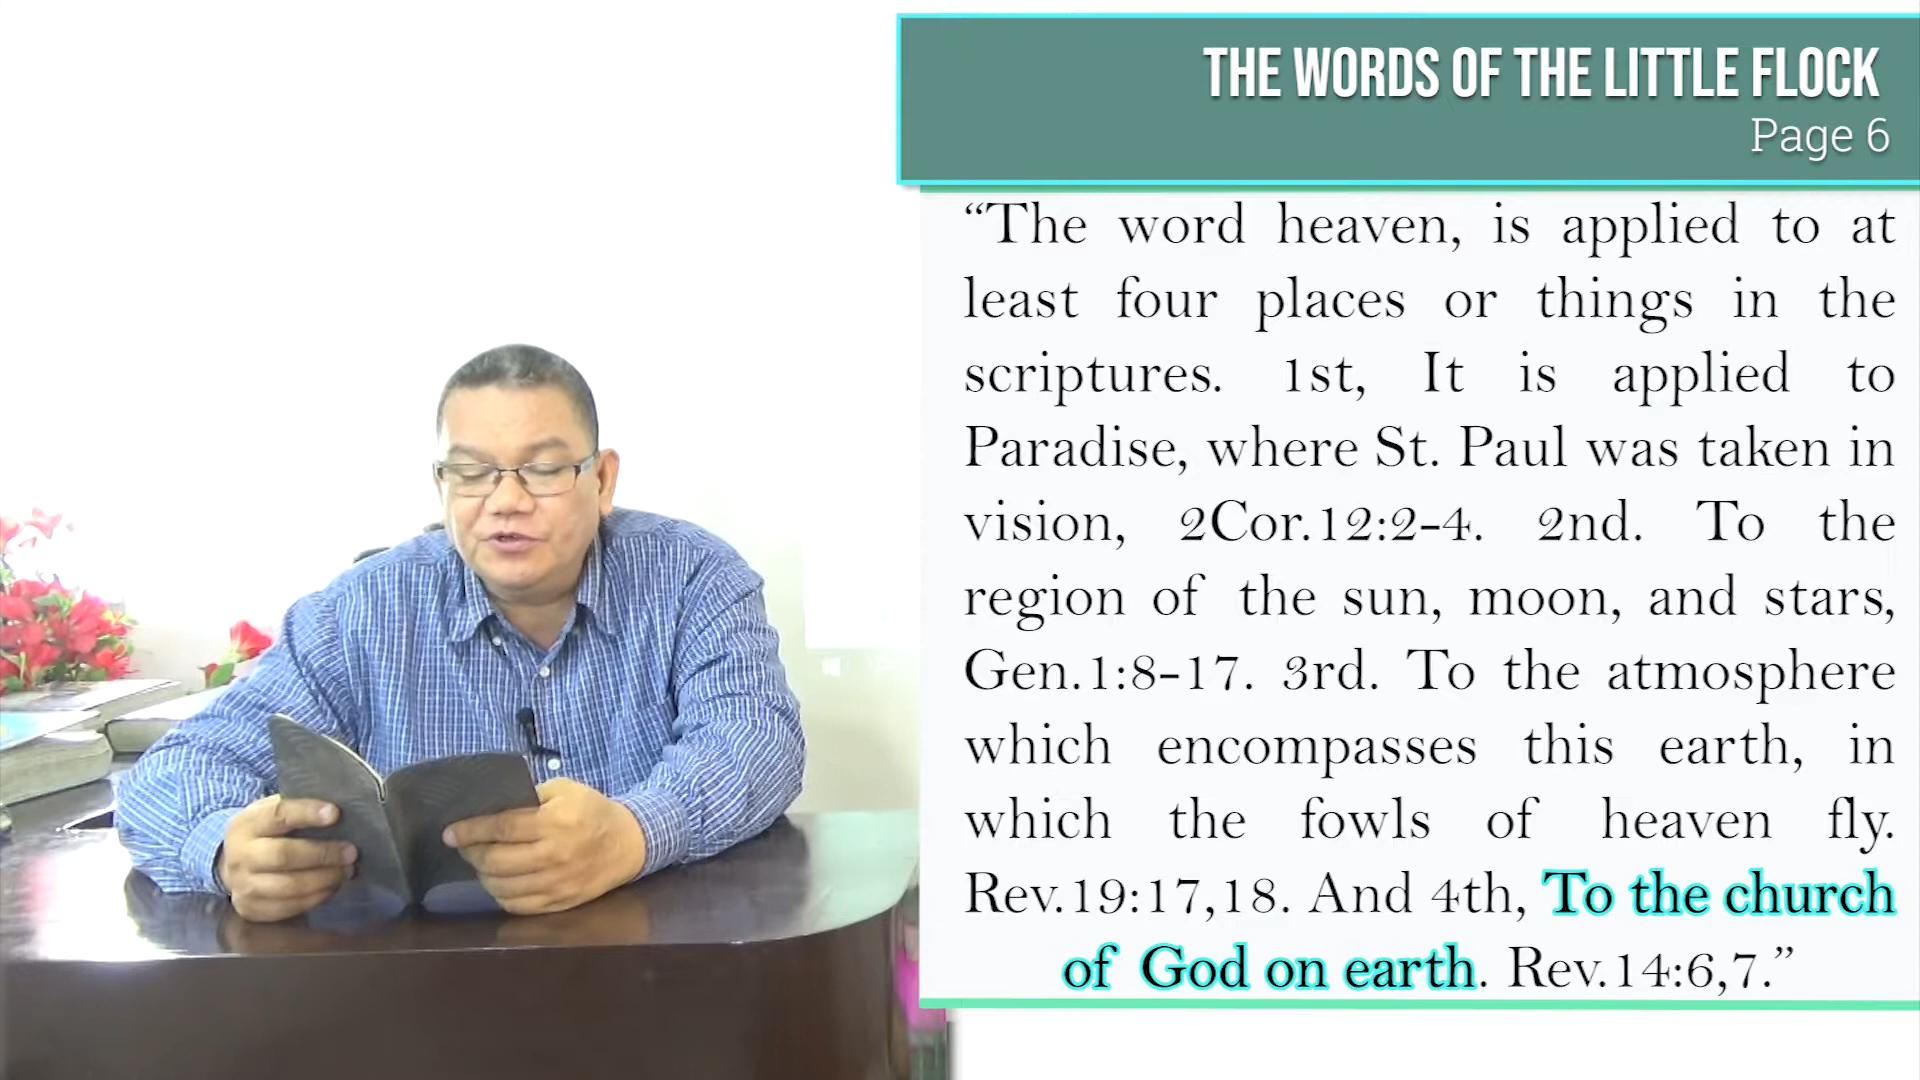 THE WORDS OF THE LITTLE FLOCK
Page 6
“The word heaven, is applied to at
least four places or things in the
scriptures. 1st, It is applied to
Paradise, where St. Paul was taken in
vision, 2Cor.12:2-4. 2nd. To the
region of the sun, moon, and stars,
Gen.1:8-17. 3rd. To the atmosphere
which encompasses this earth, in
which the fowls of heaven fly.
Rev.19:17,18. And 4th, To the church
of God on earth. Rev.14:6,7.”